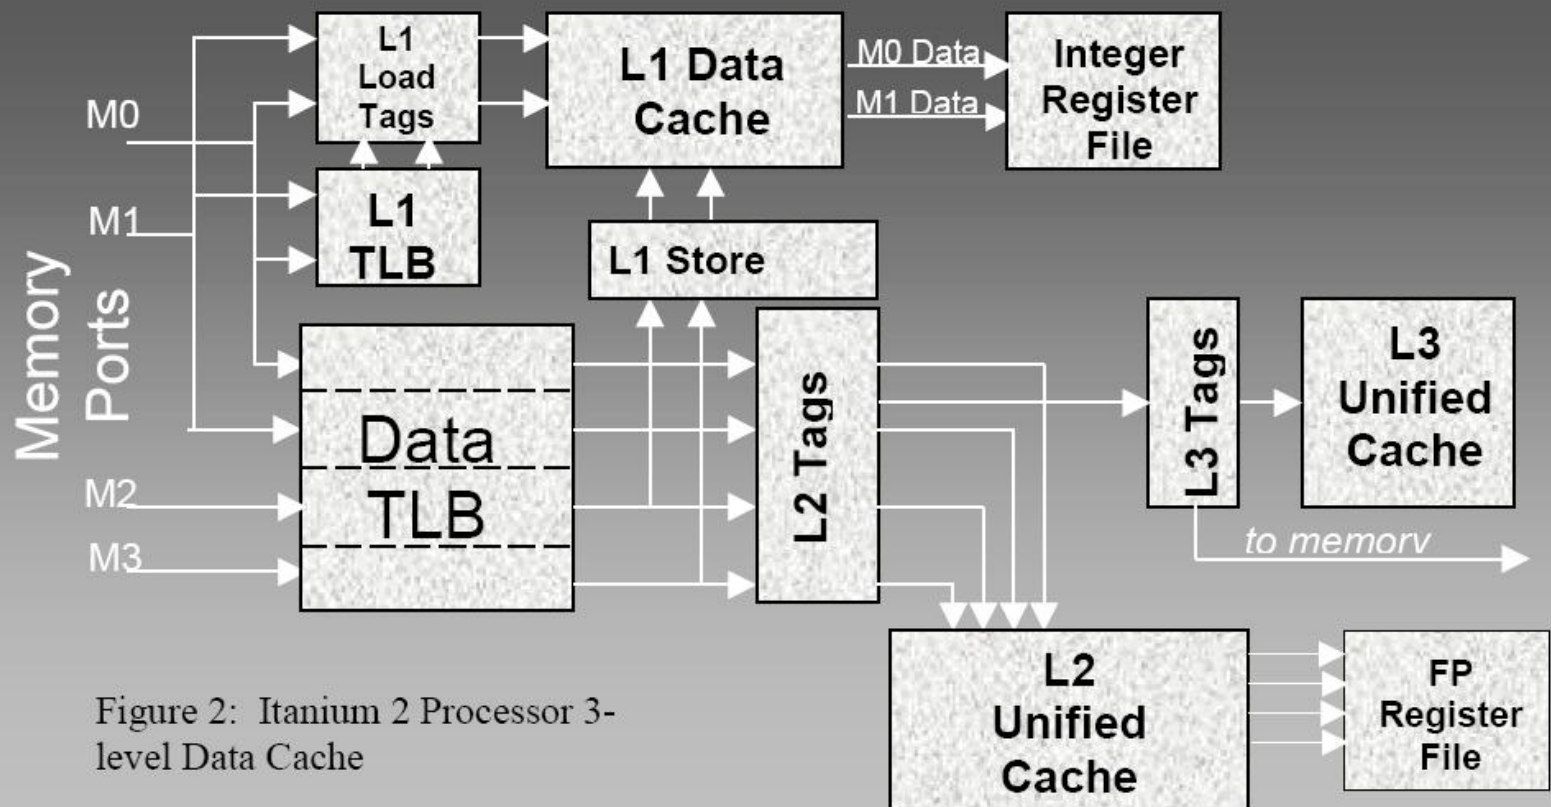 L1
Load
Tags
L1 Data
Cache
M0 Data
M1 Data
Integer
Register
File
M0
M1
L1
TLB
L1 Store
Memory
Ports
M2
M3
Data
TLB
L2 Tags
L3 Tags
L3
Unified
Cache
to memory
L2
Unified
Cache
FP
Register
File
Figure 2: Itanium 2 Processor 3-
level Data Cache